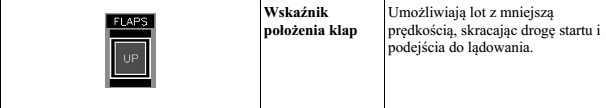 FLAPS
UP
Wskaźnik
położenia klap
Umożliwiają lot z mniejszą
prędkością, skracając drogę startu i
podejścia do lądowania.